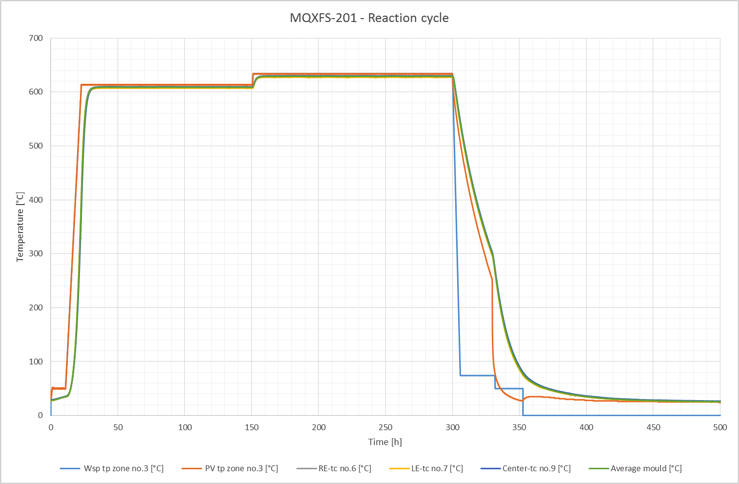 MQXFS-201 - Reaction cycle
700
600
500
400
300
200
100
0
Temperature [°C]
0 50 100 150 200 250 300 350 400 450 500
Time [h]
Wsp tp zone no.3 [°C] PV tp zone no.3 [°C] RE-tc no.6 [°C] LE-tc no.7 [°C] Center-tc no.9 [°C] Average mould [°C]